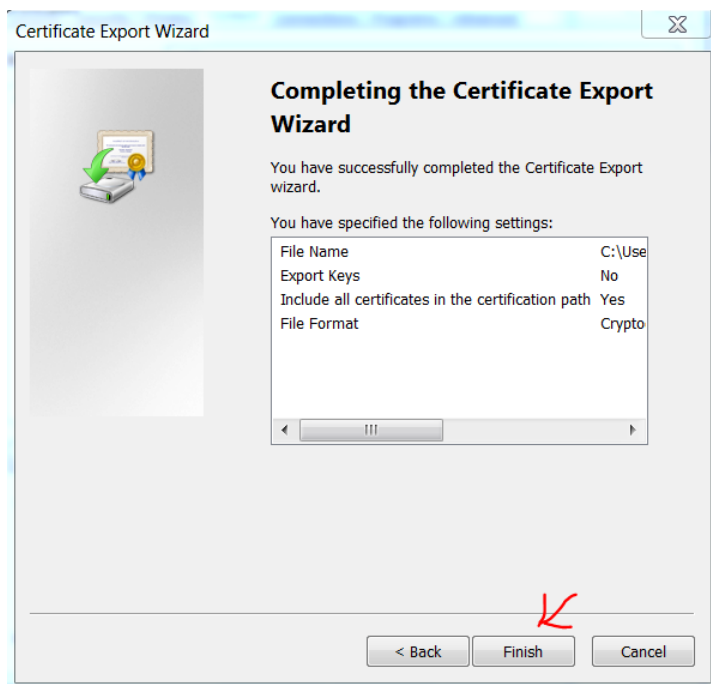 Certificate Export Wizard
Completing the Certificate Export
Wizard
You have successfully completed the Certificate Export
wizard.
You have specified the following settings:
File Name C:\Use
Export Keys No
Include all certificates in the certification path Yes
File Format Crypto
< Back Finish Cancel